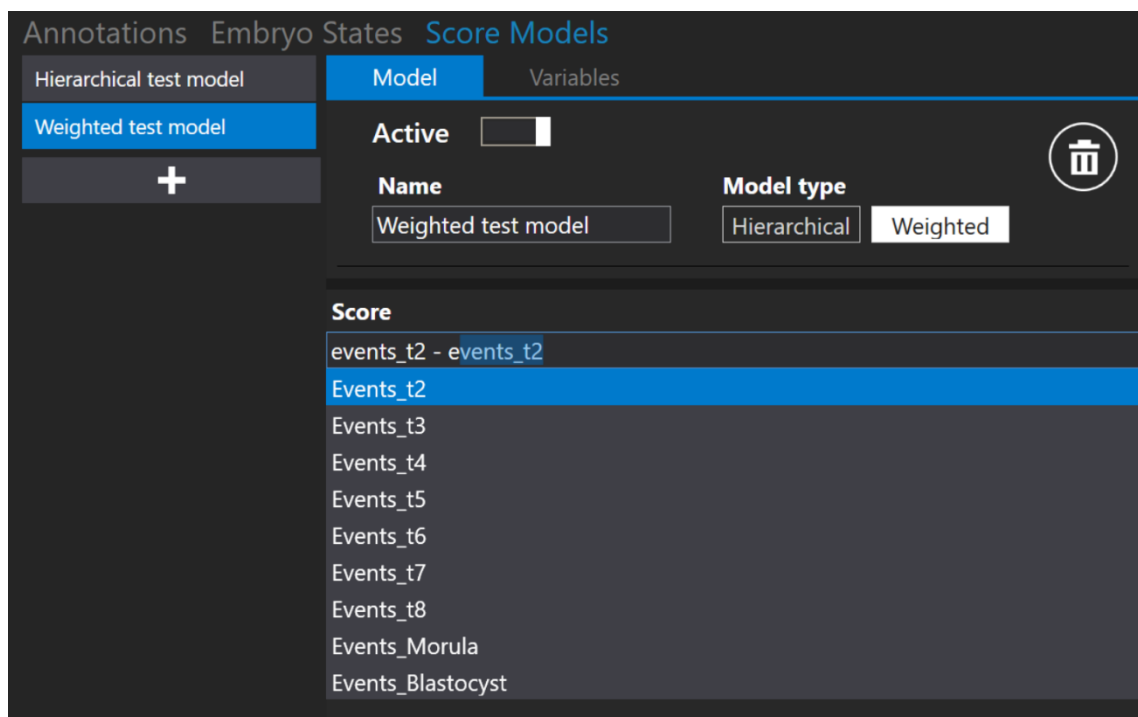 Annotations Embryo States Score Models
Hierarchical test model
Weighted test model
Model Variables
Active
Name
Model type
Weighted test model
Hierarchical Weighted
Score
events_t2 - events_t2
Events_t2
Events_t3
Events_t4
Events_t5
Events_t6
Events_t7
Events_t8
Events_Morula
Events_Blastocyst